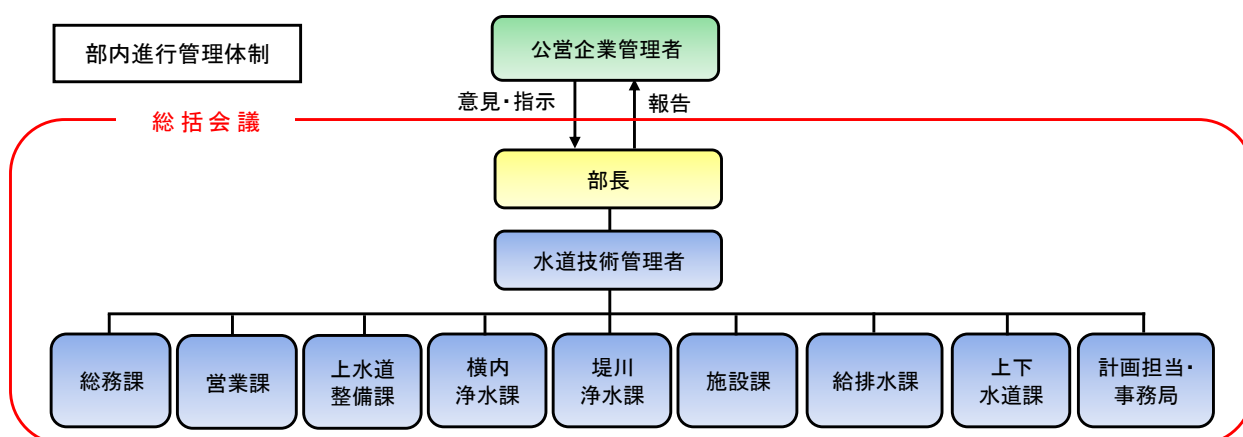 部内進行管理体制
公営企業管理者
意見・指示
報告
総括会議
部長
水道技術管理者
総務課
営業課
上水道
整備課
横内
浄水課
堤川
浄水課
施設課
給排水課
上下
水道課
計画担当・
事務局